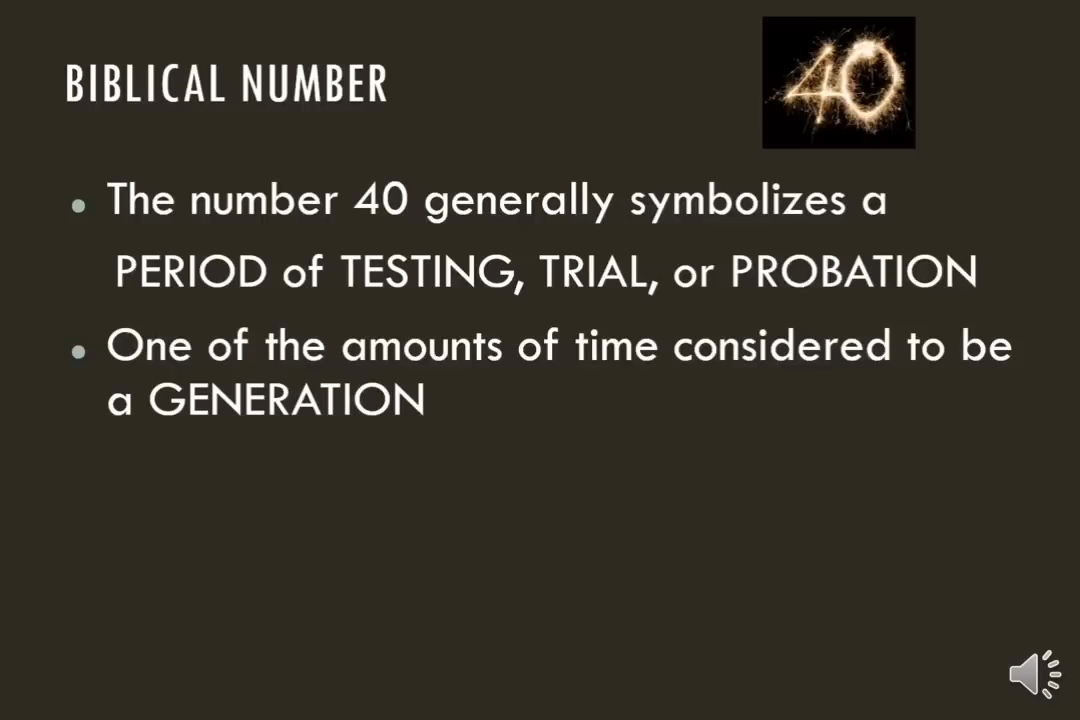 BIBLICAL NUMBER
40
• The number 40 generally symbolizes a
PERIOD of TESTING, TRIAL, or PROBATION
• One of the amounts of time considered to be
a GENERATION